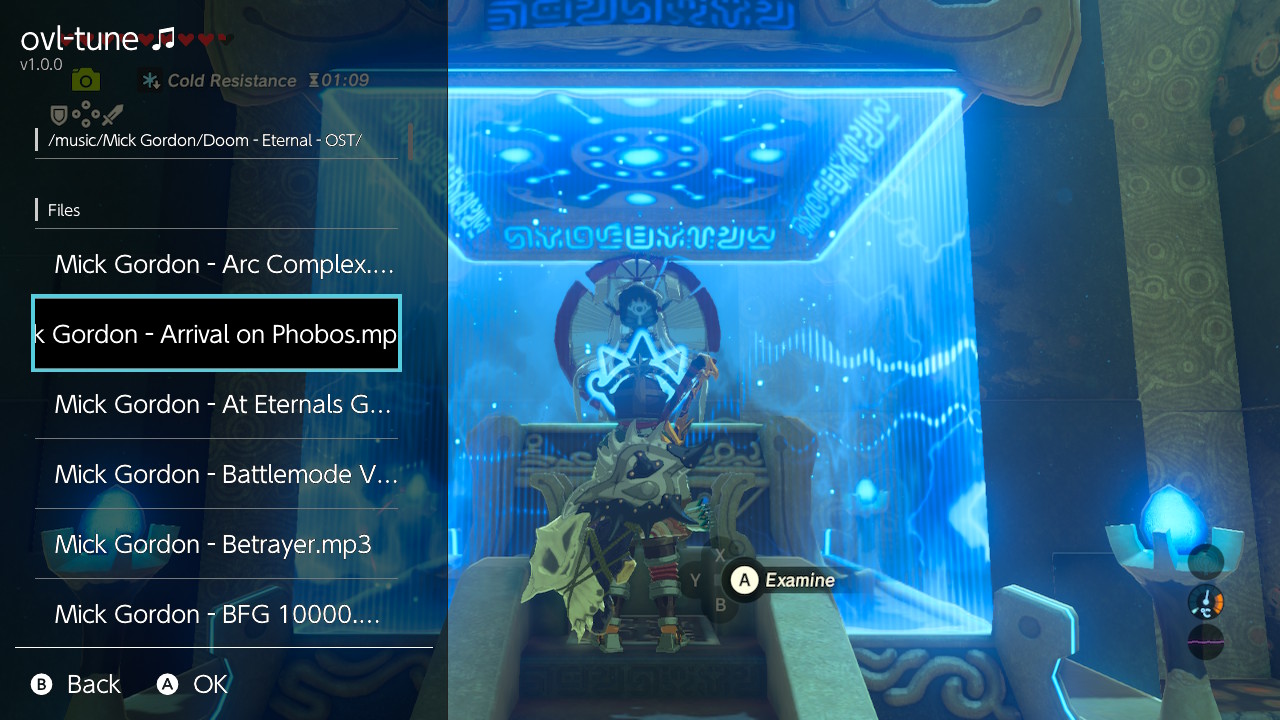 ovl-tune ♫
v1.0.0
Cold Resistance 01:09
/music/Mick Gordon/Doom - Eternal - OST/
Files
Mick Gordon - Arc Complex....
k Gordon - Arrival on Phobos.mp
Mick Gordon - At Eternals G...
Mick Gordon - Battlemode V...
Mick Gordon - Betrayer.mp3
Mick Gordon - BFG 10000....
X
Y A Examine
B
B Back A OK
°C